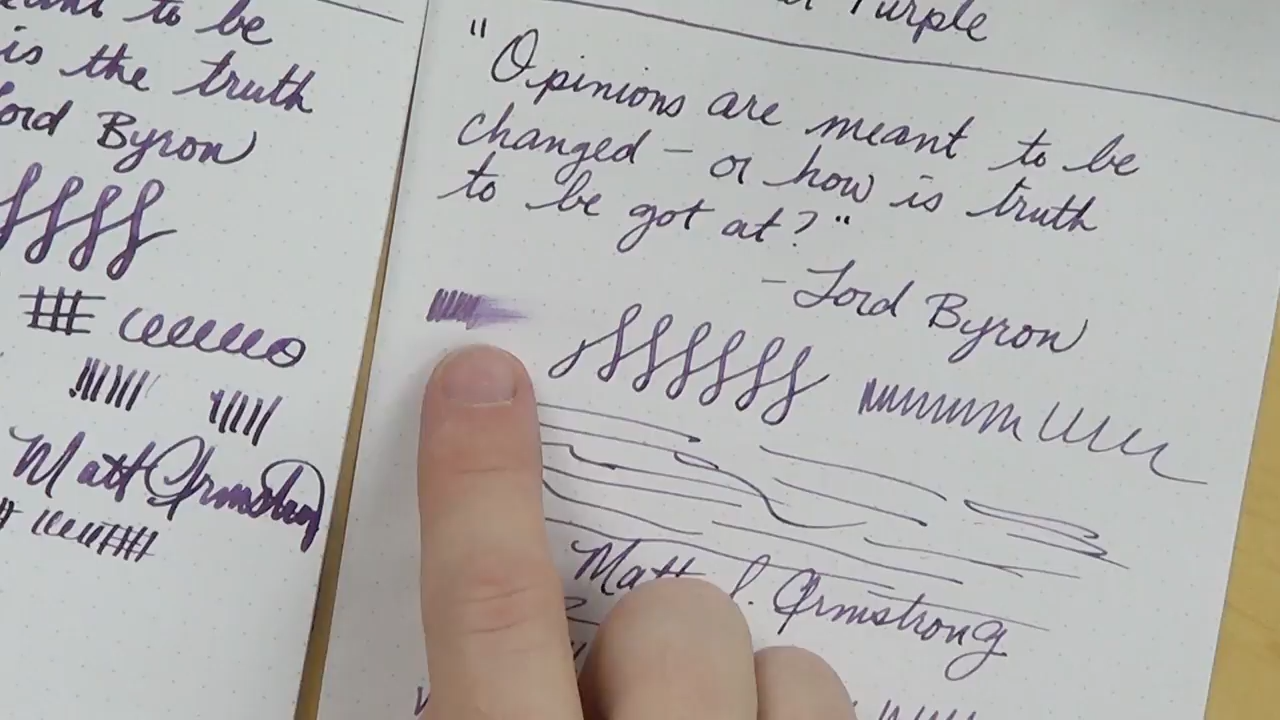 meant to be
is the truth
Lord Byron
Matt Armstrong
Purple
"Opinions are meant to be
changed – or how is truth
to be got at?"
– Lord Byron
Matt J. Armstrong